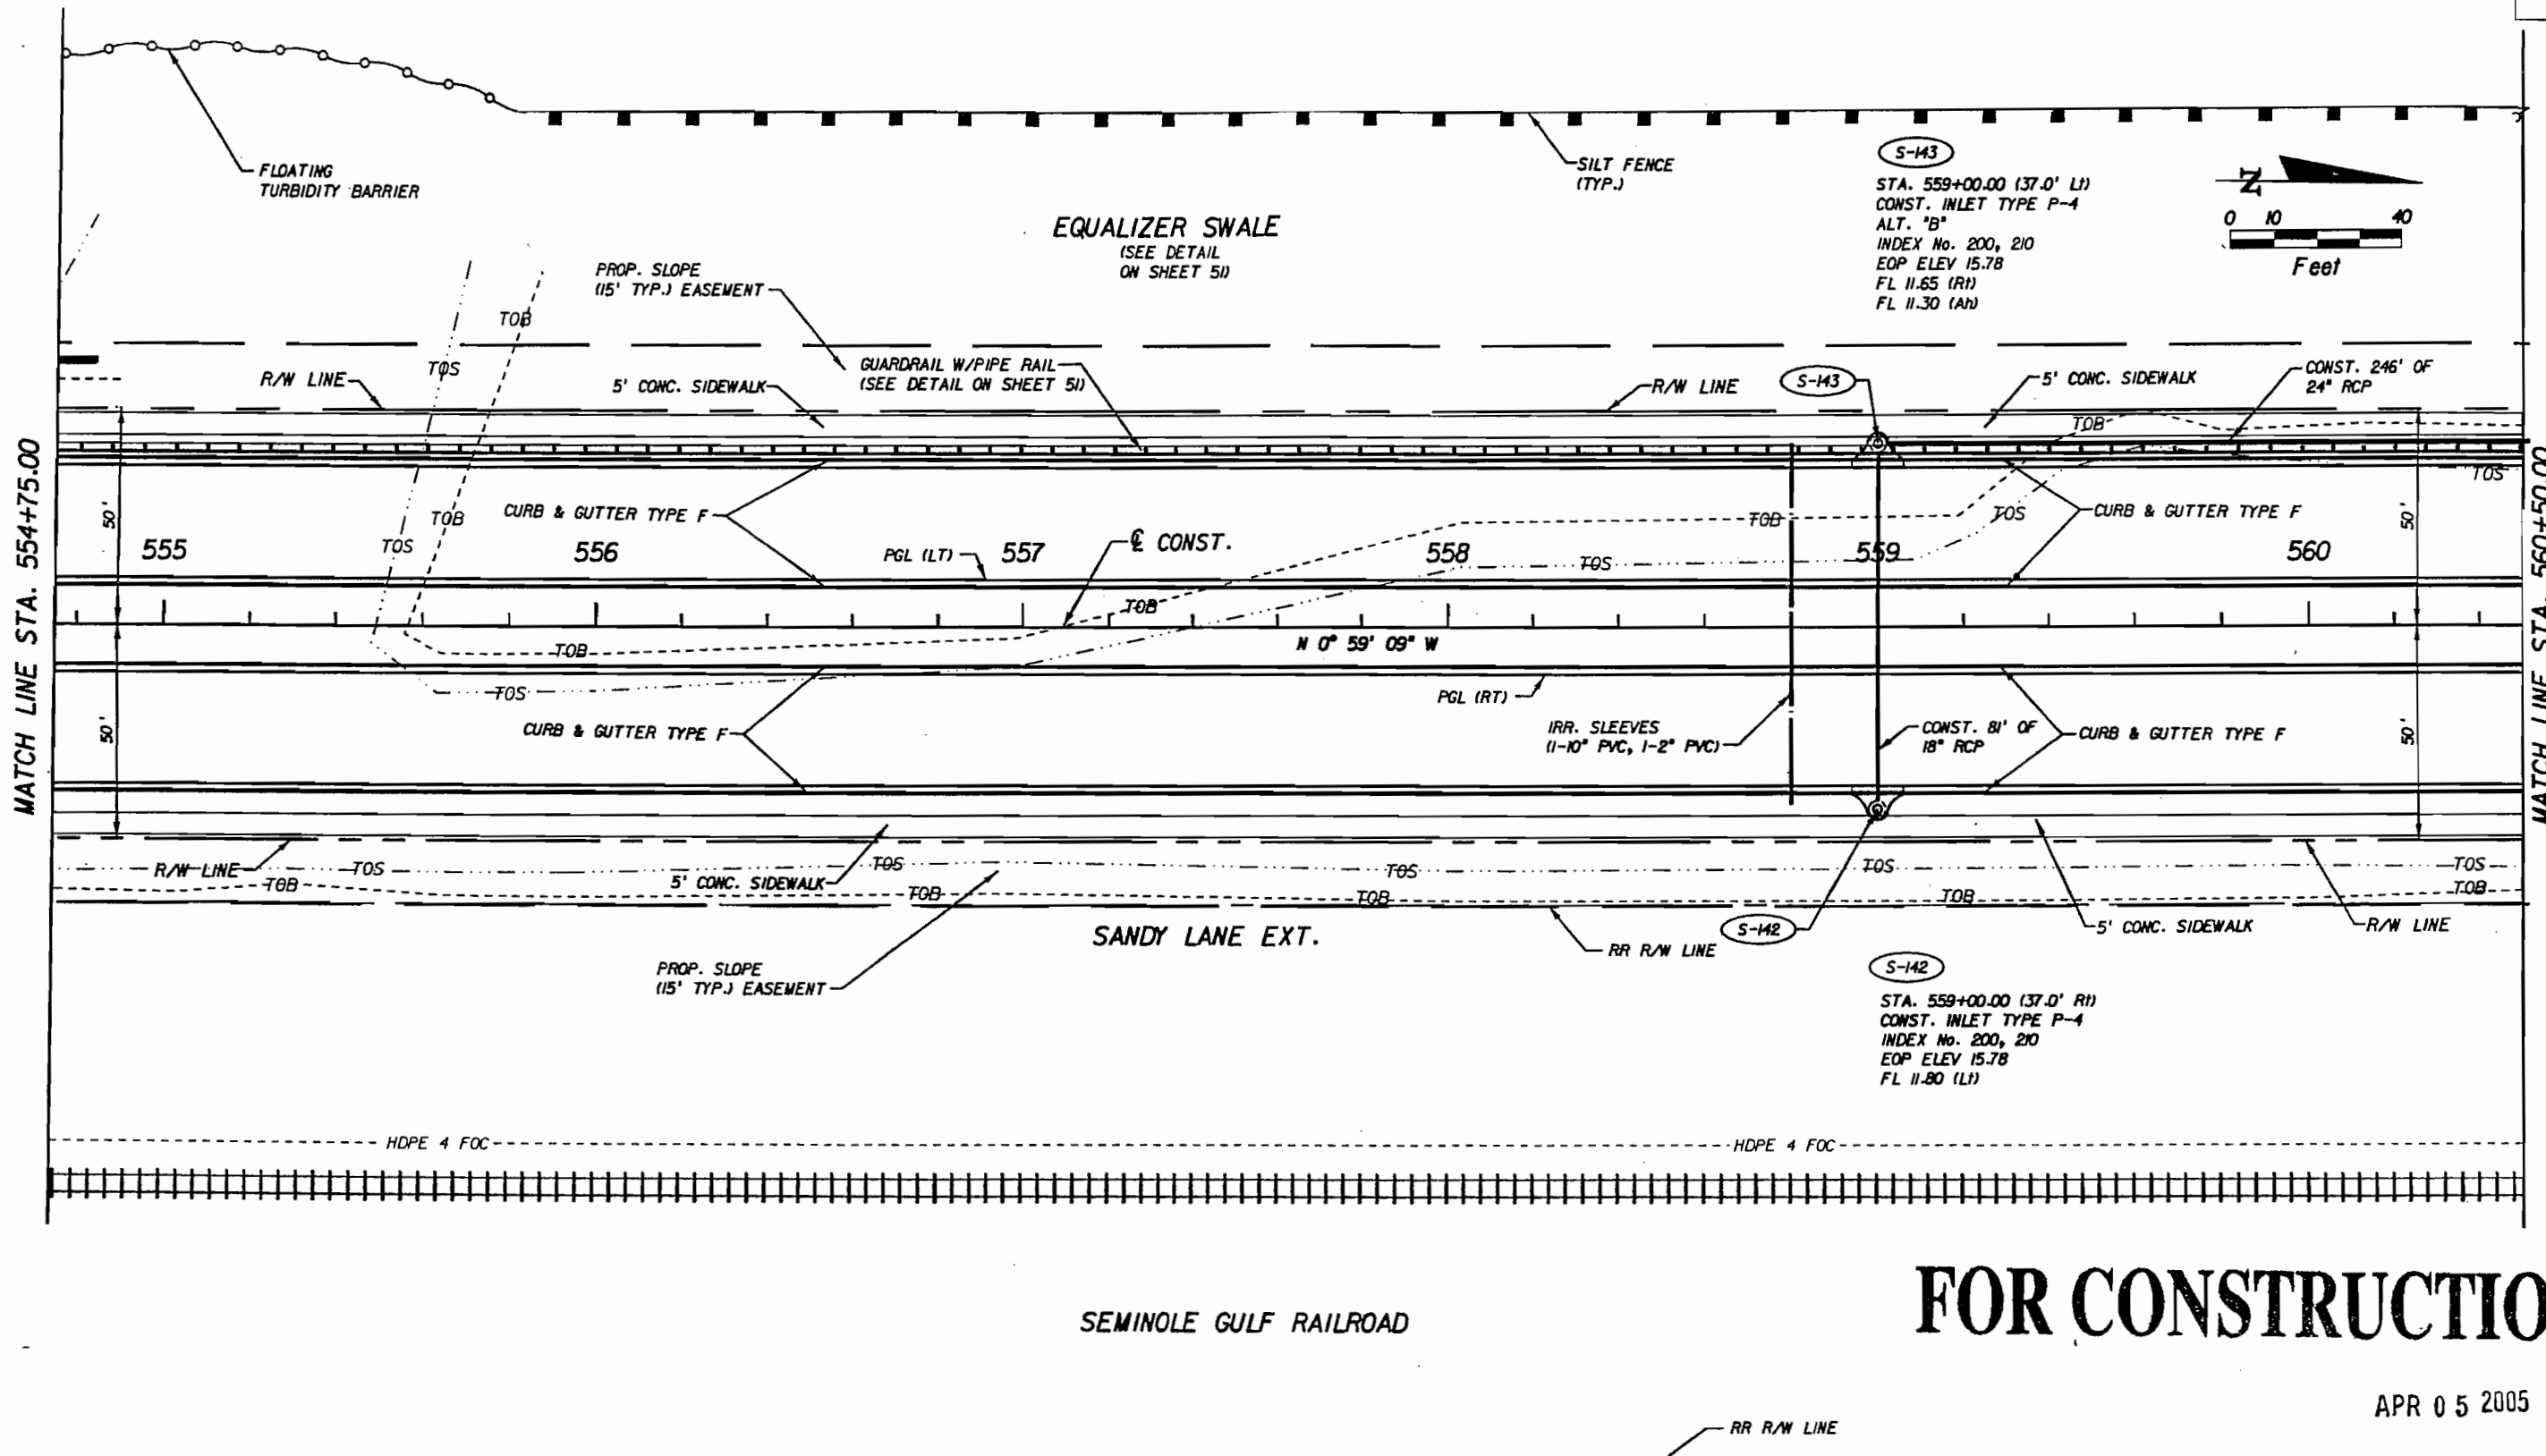 FLOATING
TURBIDITY BARRIER
SILT FENCE
(TYP.)
S-143
STA. 559+00.00 (37.0' Lt)
CONST. INLET TYPE P-4
ALT. "B"
INDEX No. 200, 210
EOP ELEV 15.78
FL 11.65 (Rt)
FL 11.30 (Ah)
N
0 10 40
Feet
EQUALIZER SWALE
(SEE DETAIL
ON SHEET 51)
PROP. SLOPE
(15' TYP.) EASEMENT
TOB
TOS
R/W LINE
5' CONC. SIDEWALK
GUARDRAIL W/PIPE RAIL
(SEE DETAIL ON SHEET 51)
R/W LINE
S-143
5' CONC. SIDEWALK
CONST. 246' OF
24" RCP
TOB
TOS
MATCH LINE STA. 554+75.00
MATCH LINE STA. 560+50.00
50'
CURB & GUTTER TYPE F
TOB
TOS
TOB
TOS
CURB & GUTTER TYPE F
50'
555
556
PGL (LT)
557
℄ CONST.
558
TOS
559
560
TOB
TOB
N 0° 59' 09" W
TOS
PGL (RT)
50'
CURB & GUTTER TYPE F
IRR. SLEEVES
(1-10" PVC, 1-2" PVC)
CONST. 81' OF
18" RCP
CURB & GUTTER TYPE F
50'
R/W LINE
TOS
TOB
5' CONC. SIDEWALK
TOS
TOB
TOS
TOB
TOS
TOB
TOS
TOB
SANDY LANE EXT.
RR R/W LINE
S-142
5' CONC. SIDEWALK
R/W LINE
PROP. SLOPE
(15' TYP.) EASEMENT
S-142
STA. 559+00.00 (37.0' Rt)
CONST. INLET TYPE P-4
INDEX No. 200, 210
EOP ELEV 15.78
FL 11.80 (Lt)
HDPE 4 FOC
HDPE 4 FOC
SEMINOLE GULF RAILROAD
FOR CONSTRUCTIO
APR 05 2005
RR R/W LINE